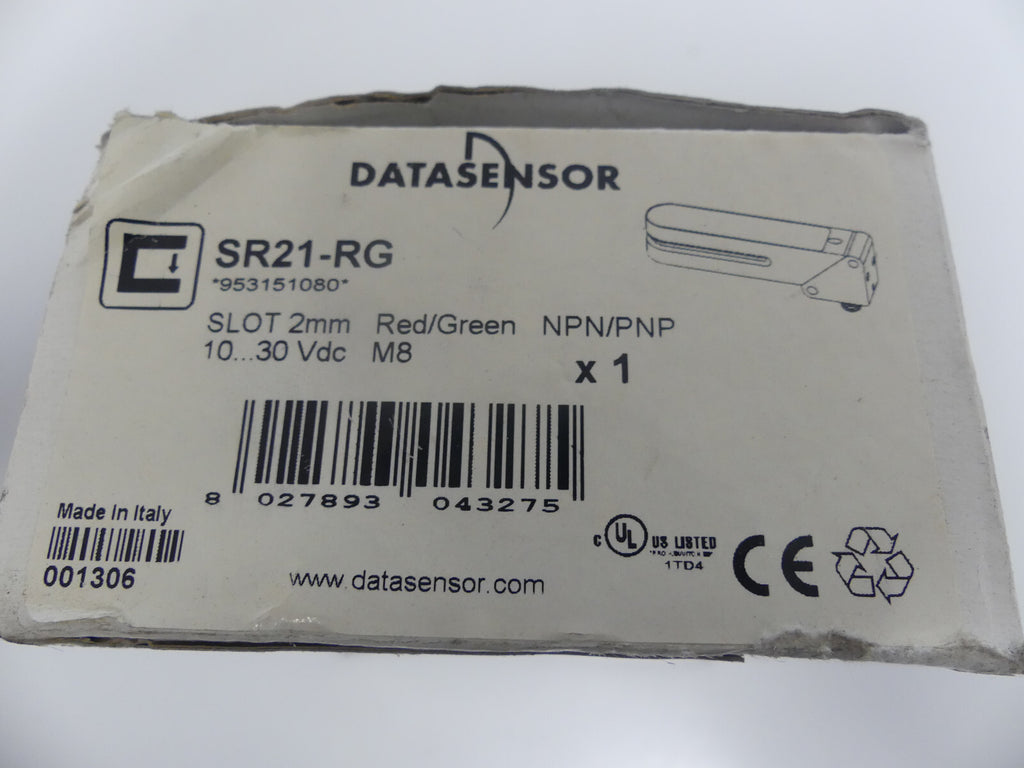 DATASENSOR
SR21-RG
*953151080*
SLOT 2mm Red/Green NPN/PNP
10...30 Vdc M8
x 1
8 027893 043275
Made In Italy
001306
www.datasensor.com
c UL US LISTED
1TD4
CE